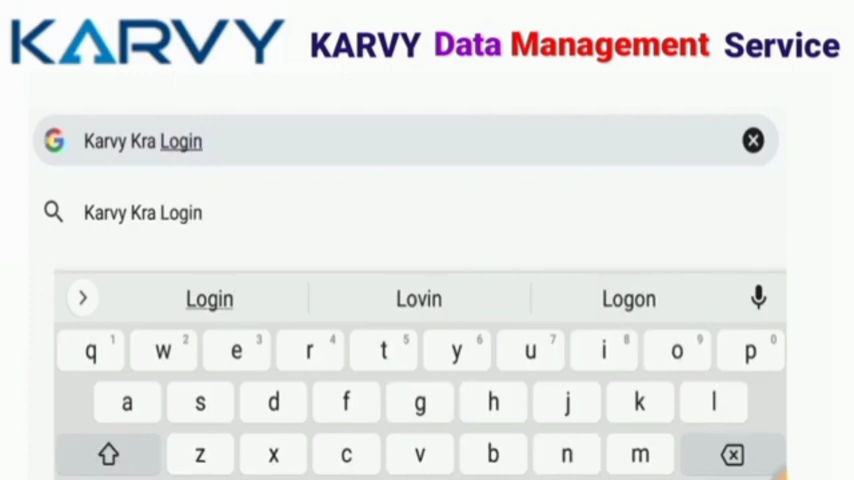 KARVY KARVY Data Management Service
Karvy Kra Login
Karvy Kra Login
Login Lovin Logon
q 1 w 2 e 3 r 4 t 5 y 6 u 7 i 8 o 9 p 0
a s d f g h j k l
z x c v b n m